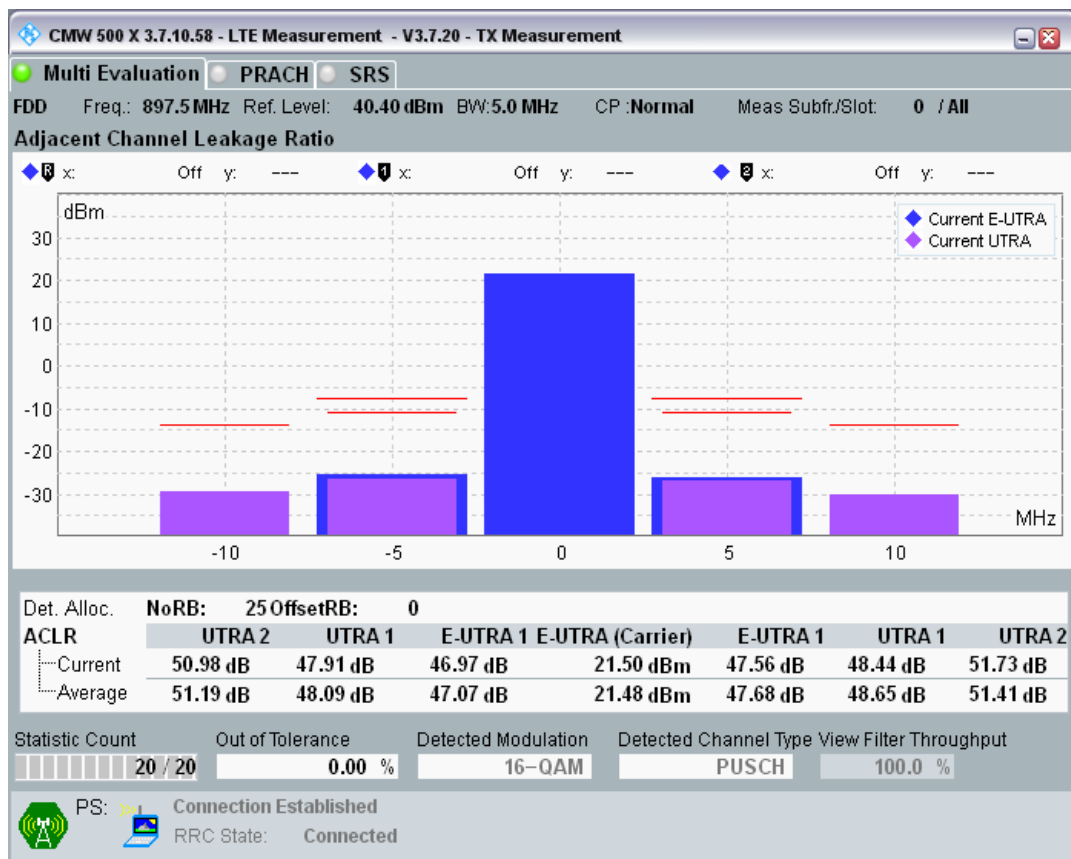 CMW 500 X 3.7.10.58 - LTE Measurement - V3.7.20 - TX Measurement
Multi Evaluation PRACH SRS
FDD Freq.: 897.5 MHz Ref. Level: 40.40 dBm BW:5.0 MHz CP :Normal Meas Subfr./Slot: 0 / All
Adjacent Channel Leakage Ratio
R x: Off y: --- 1 x: Off y: --- 2 x: Off y: ---
dBm
Current E-UTRA
Current UTRA
30
20
10
0
-10
-20
-30
MHz
-10 -5 0 5 10
Det. Alloc. NoRB: 25 OffsetRB: 0
ACLR UTRA 2 UTRA 1 E-UTRA 1 E-UTRA (Carrier) E-UTRA 1 UTRA 1 UTRA 2
Current 50.98 dB 47.91 dB 46.97 dB 21.50 dBm 47.56 dB 48.44 dB 51.73 dB
Average 51.19 dB 48.09 dB 47.07 dB 21.48 dBm 47.68 dB 48.65 dB 51.41 dB
Statistic Count Out of Tolerance Detected Modulation Detected Channel Type View Filter Throughput
20 / 20 0.00 % 16-QAM PUSCH 100.0 %
PS: Connection Established
RRC State: Connected